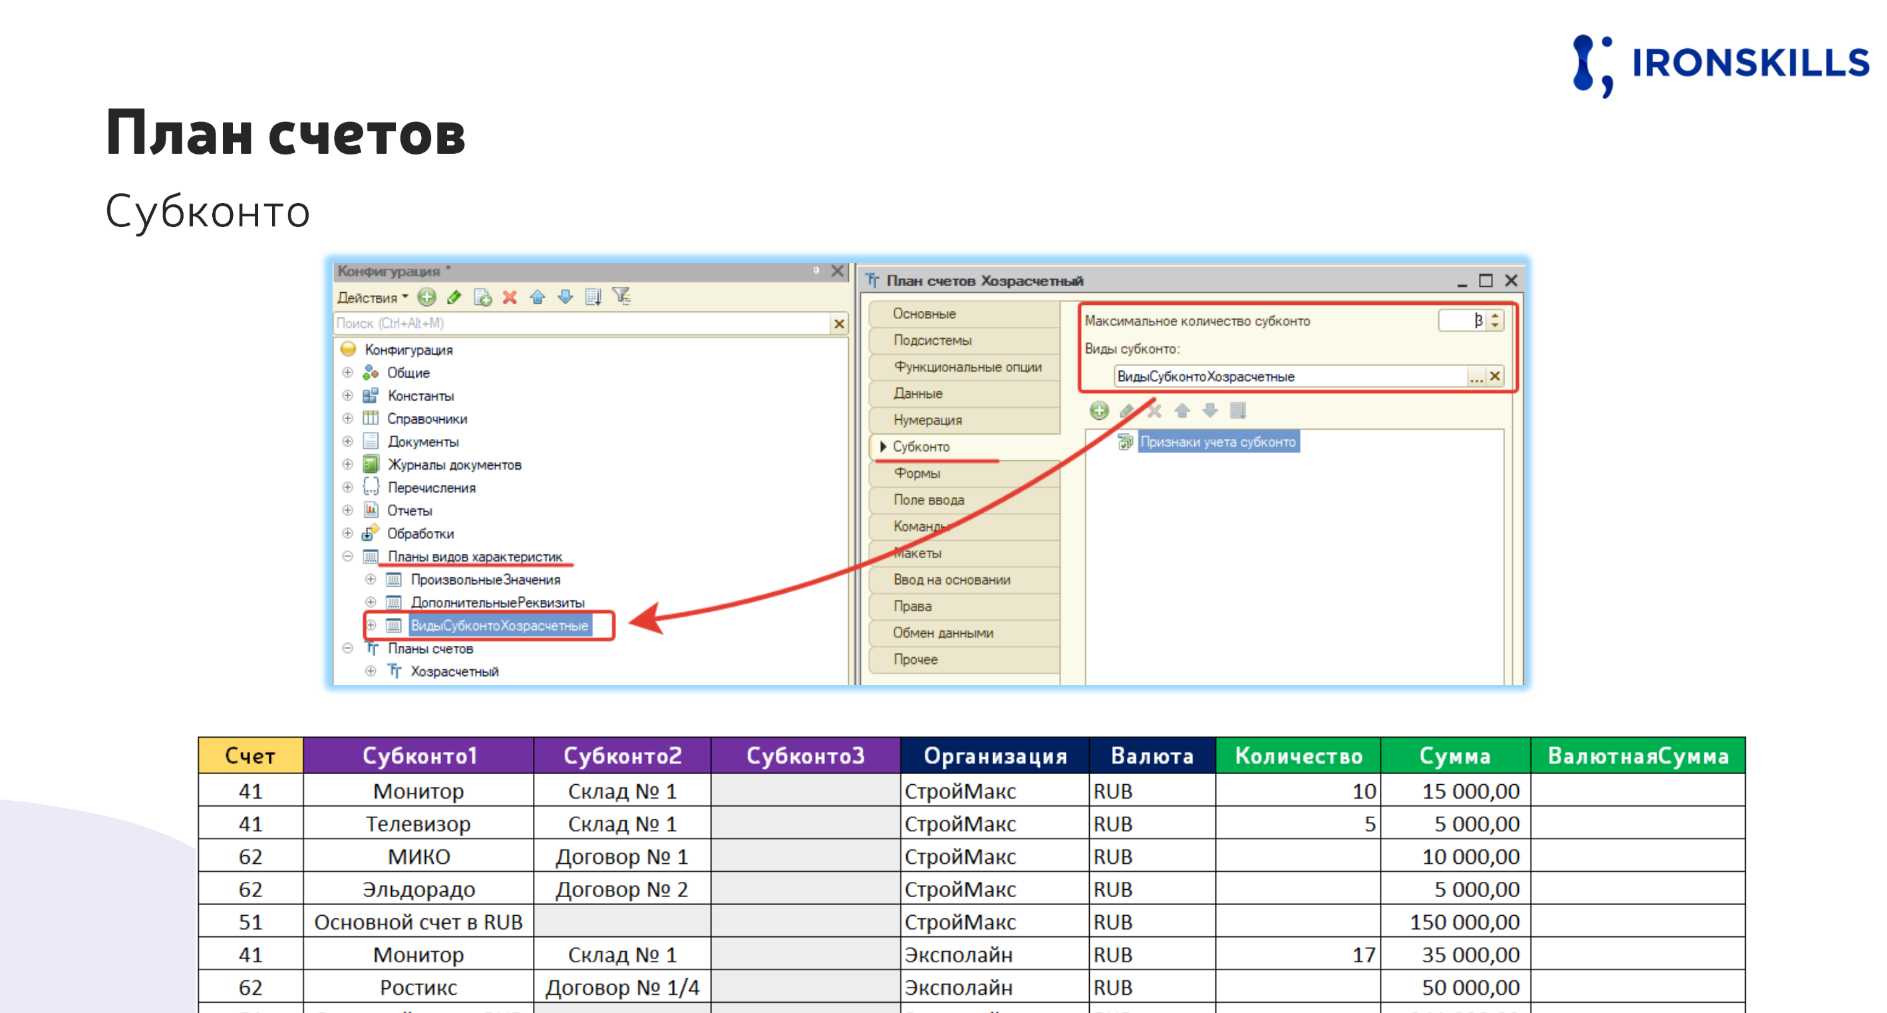 IRONSKILLS
План счетов
Субконто
Конфигурация *
Действия
Поиск (Ctrl+Alt+M)
Конфигурация
Общие
Константы
Справочники
Документы
Журналы документов
Перечисления
Отчеты
Обработки
Планы видов характеристик
ПроизвольныеЗначения
ДополнительныеРеквизиты
ВидыСубконтоХозрасчетные
Планы счетов
Хозрасчетный
План счетов Хозрасчетный
Основные
Подсистемы
Функциональные опции
Данные
Нумерация
Субконто
Формы
Поле ввода
Команды
Макеты
Ввод на основании
Права
Обмен данными
Прочее
Максимальное количество субконто 3
Виды субконто:
ВидыСубконтоХозрасчетные ...
Признаки учета субконто
Счет Субконто1 Субконто2 Субконто3 Организация Валюта Количество Сумма ВалютнаяСумма
41 Монитор Склад № 1 СтройМакс RUB 10 15 000,00
41 Телевизор Склад № 1 СтройМакс RUB 5 5 000,00
62 МИКО Договор № 1 СтройМакс RUB 10 000,00
62 Эльдорадо Договор № 2 СтройМакс RUB 5 000,00
51 Основной счет в RUB СтройМакс RUB 150 000,00
41 Монитор Склад № 1 Эксполайн RUB 17 35 000,00
62 Ростикс Договор № 1/4 Эксполайн RUB 50 000,00